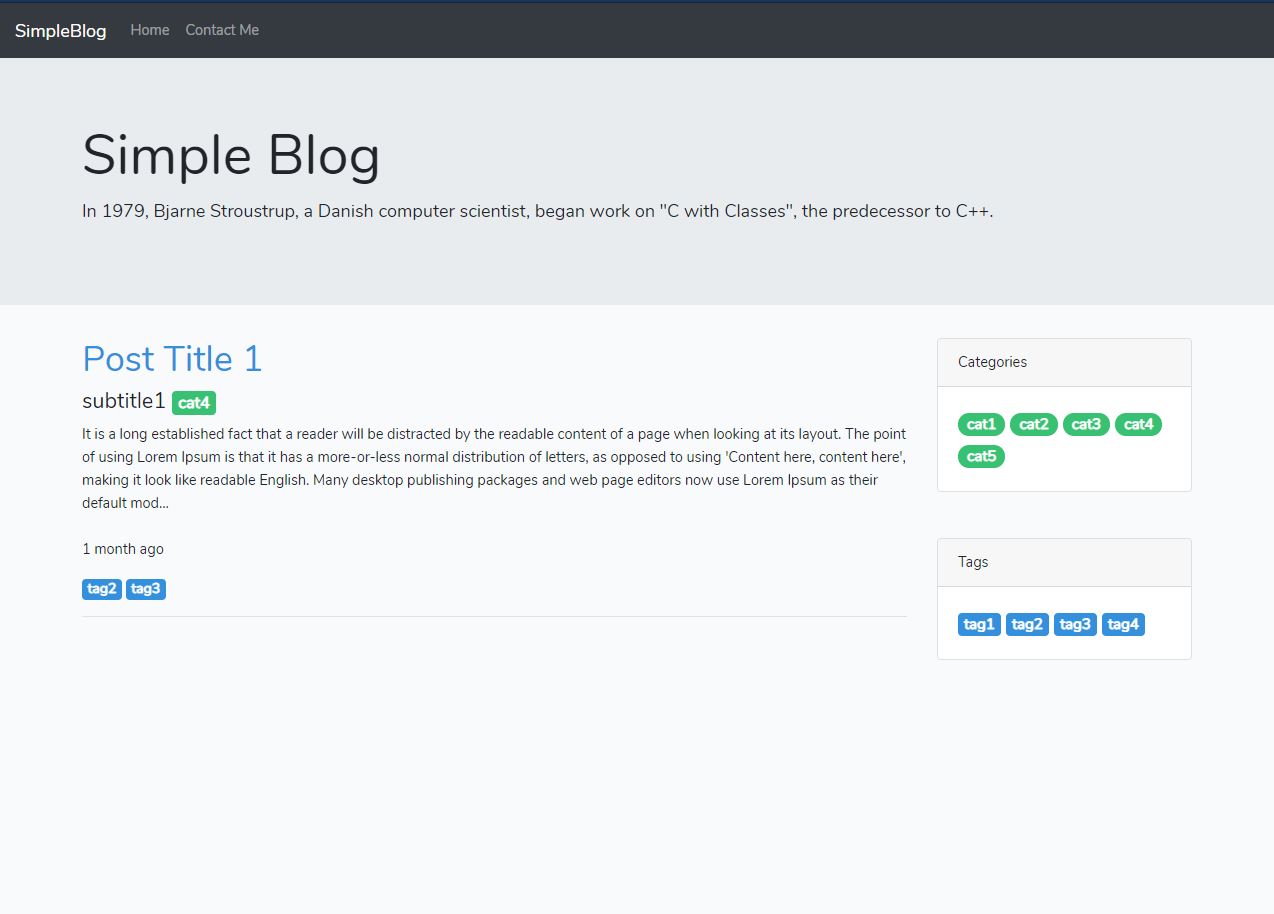 SimpleBlog Home Contact Me
Simple Blog
In 1979, Bjarne Stroustrup, a Danish computer scientist, began work on "C with Classes", the predecessor to C++.
Post Title 1
subtitle1 cat4
It is a long established fact that a reader will be distracted by the readable content of a page when looking at its layout. The point
of using Lorem Ipsum is that it has a more-or-less normal distribution of letters, as opposed to using 'Content here, content here',
making it look like readable English. Many desktop publishing packages and web page editors now use Lorem Ipsum as their
default mod...
1 month ago
tag2 tag3
Categories
cat1 cat2 cat3 cat4
cat5
Tags
tag1 tag2 tag3 tag4